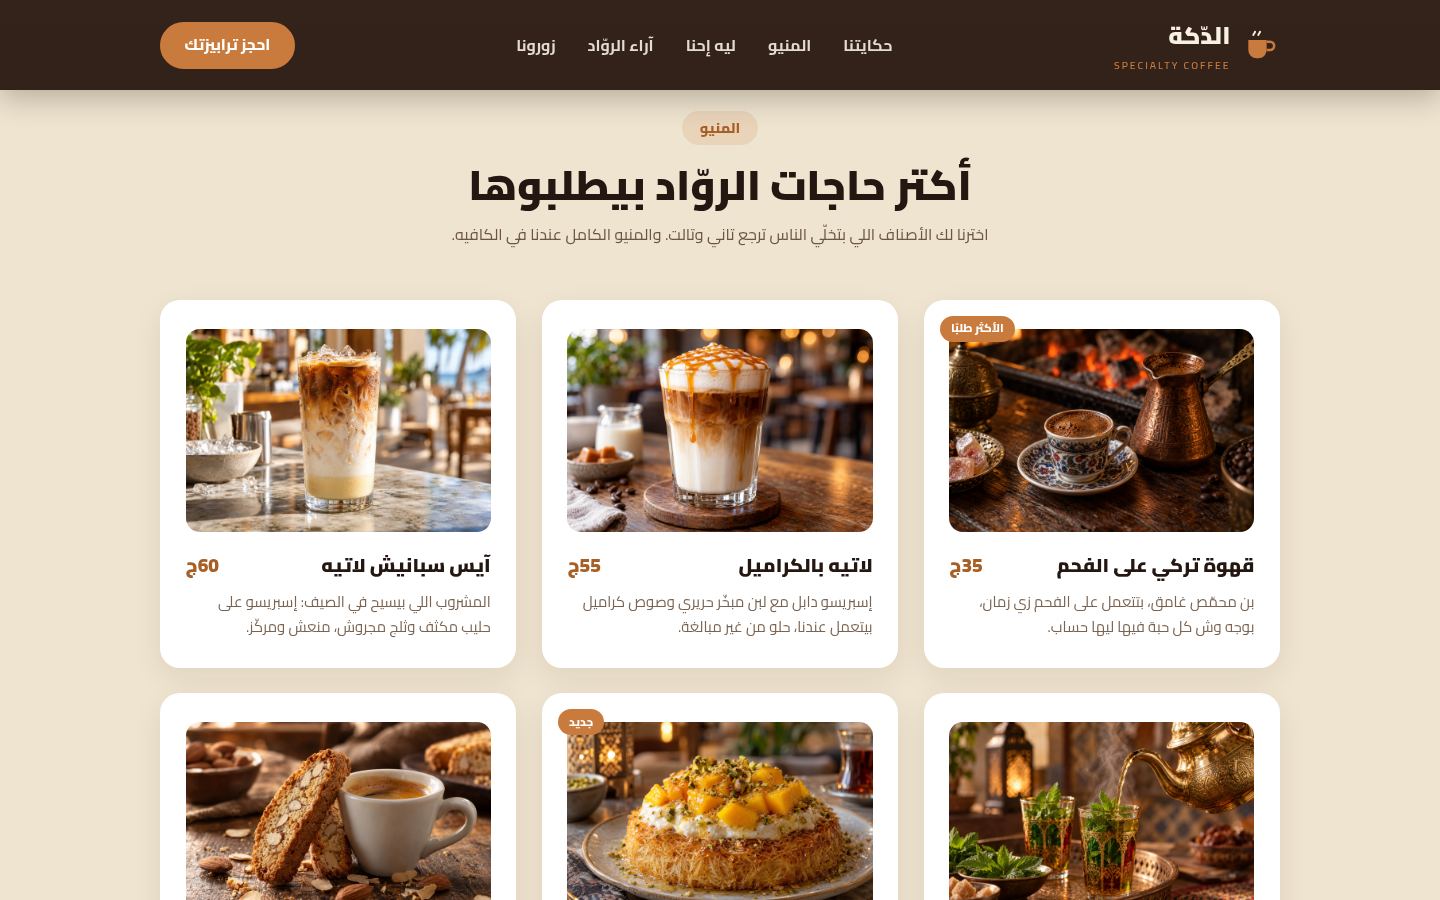 الدّكة
SPECIALTY COFFEE
حكايتنا
المنيو
ليه إحنا
آراء الروّاد
زورونا
احجز ترابيزتك
المنيو
أكتر حاجات الروّاد بيطلبوها
اخترنا لك الأصناف اللي بتخلّي الناس ترجع تاني وتالت. والمنيو الكامل عندنا في الكافيه.
الأكثر طلبًا
قهوة تركي على الفحم
35ج
بن محمّص غامق، بتتعمل على الفحم زي زمان،
بوجه وش كل حبة فيها ليها حساب.
لاتيه بالكراميل
55ج
إسبريسو دابل مع لبن مبخّر حريري وصوص كراميل
بيتعمل عندنا، حلو من غير مبالغة.
آيس سبانيش لاتيه
60ج
المشروب اللي بيسيح في الصيف: إسبريسو على
حليب مكثف وثلج مجروش، منعش ومركّز.
جديد